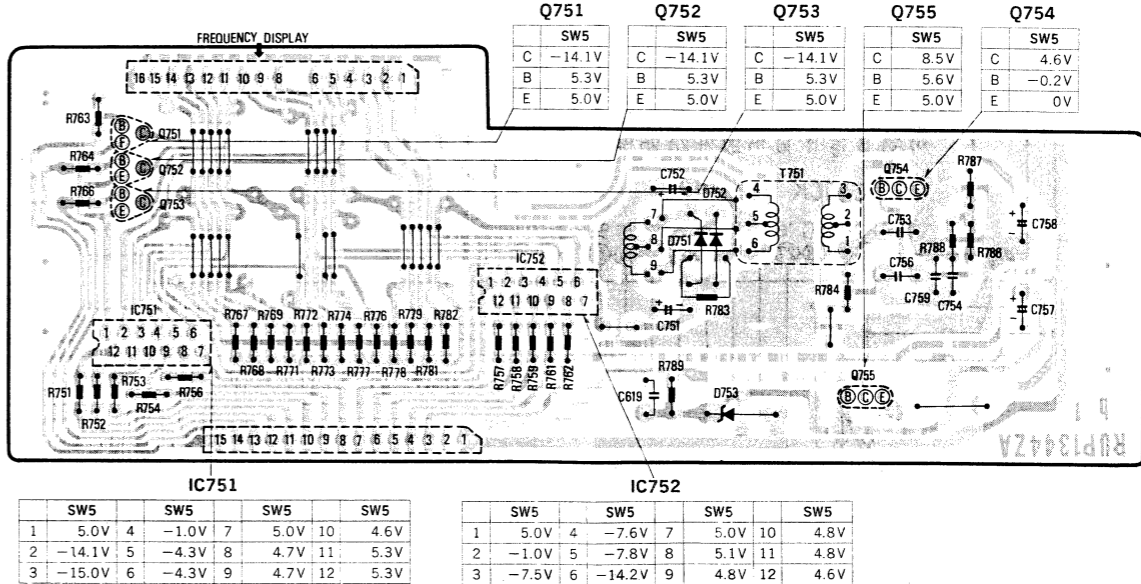 Q751 Q752 Q753 Q755 Q754
SW5 SW5 SW5 SW5 SW5
C −14.1V C −14.1V C −14.1V C 8.5V C 4.6V
B 5.3V B 5.3V B 5.3V B 5.6V B −0.2V
E 5.0V E 5.0V E 5.0V E 5.0V E 0V
FREQUENCY DISPLAY
16 15 14 13 12 11 10 9 8 6 5 4 3 2 1
R763
B C Q751
E
R764
B C Q752
E
R766
B C Q753
E
C752
+
D752
4 T751 3
5 2
6 1
7
8
9
D751
Q754
B C E
R787
C753
R788 R786
+ C758
−
C756
C759 C754
R784
+ C757
−
IC752
1 2 3 4 5 6
12 11 10 9 8 7
R783
+ −
C751
IC751
1 2 3 4 5 6
12 11 10 9 8 7
R767 R769 R772 R774 R776 R779 R782
R768 R771 R773 R777 R778 R781
R757 R758 R759 R761 R762
R751 R753
R756
R754
R752
C619
R789
D753
Q755
B C E
15 14 13 12 11 10 9 8 7 6 5 4 3 2 1
RUP1344ZA
IC751
SW5 SW5 SW5 SW5
1 5.0V 4 −1.0V 7 5.0V 10 4.6V
2 −14.1V 5 −4.3V 8 4.7V 11 5.3V
3 −15.0V 6 −4.3V 9 4.7V 12 5.3V
IC752
SW5 SW5 SW5 SW5
1 5.0V 4 −7.6V 7 5.0V 10 4.8V
2 −1.0V 5 −7.8V 8 5.1V 11 4.8V
3 −7.5V 6 −14.2V 9 4.8V 12 4.6V